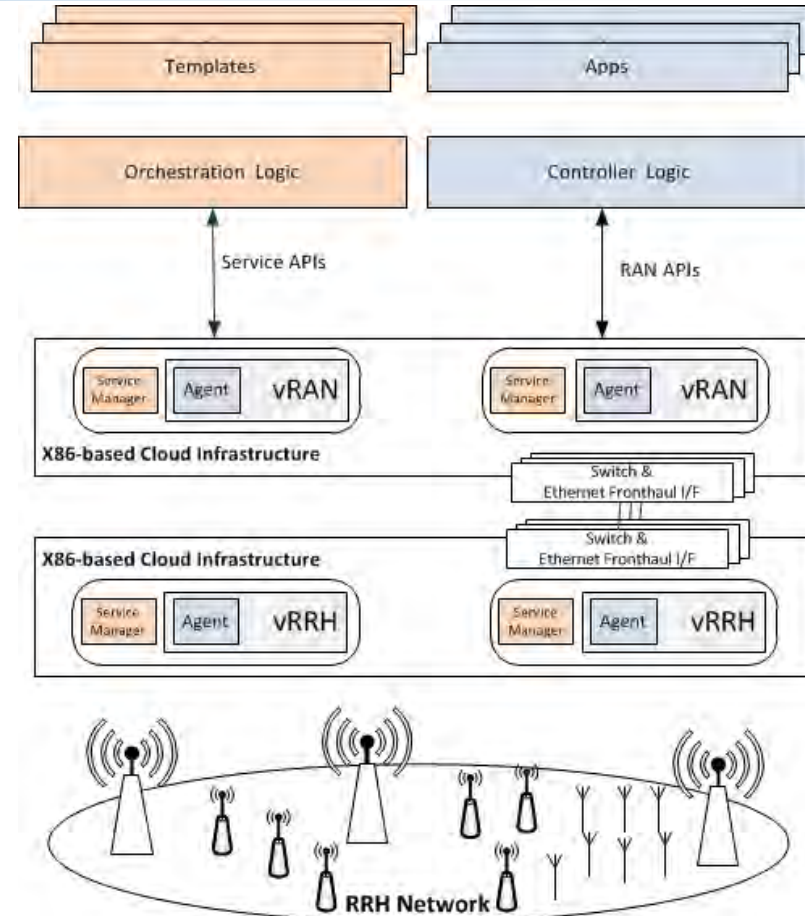 Templates
Apps
Orchestration Logic
Controller Logic
Service APIs
RAN APIs
Service
Manager
Agent
vRAN
Service
Manager
Agent
vRAN
X86-based Cloud Infrastructure
Switch &
Ethernet Fronthaul I/F
Switch &
Ethernet Fronthaul I/F
X86-based Cloud Infrastructure
Service
Manager
Agent
vRRH
Service
Manager
Agent
vRRH
RRH Network